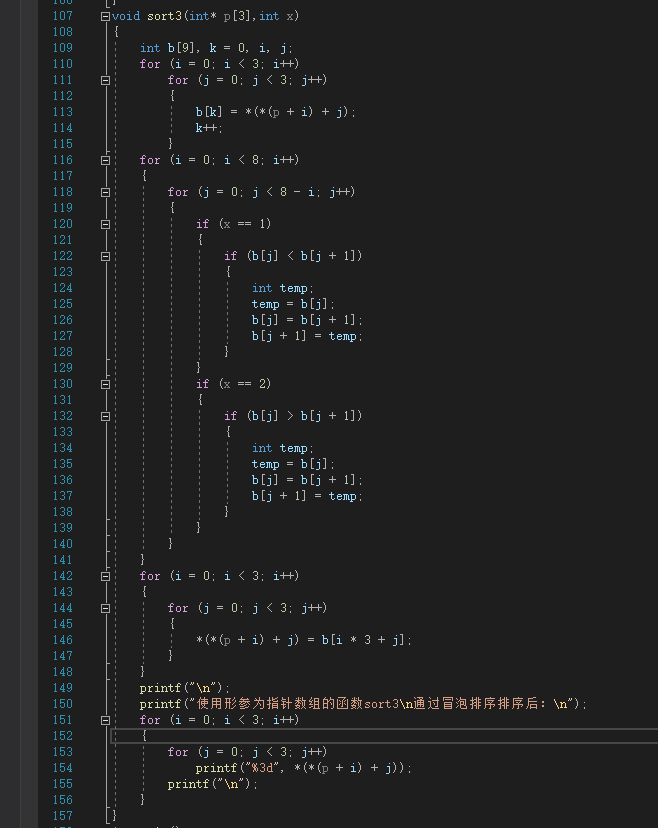 107 void sort3(int* p[3],int x)
108 {
109 int b[9], k = 0, i, j;
110 for (i = 0; i < 3; i++)
111 for (j = 0; j < 3; j++)
112 {
113 b[k] = *(*(p + i) + j);
114 k++;
115 }
116 for (i = 0; i < 8; i++)
117 {
118 for (j = 0; j < 8 - i; j++)
119 {
120 if (x == 1)
121 {
122 if (b[j] < b[j + 1])
123 {
124 int temp;
125 temp = b[j];
126 b[j] = b[j + 1];
127 b[j + 1] = temp;
128 }
129 }
130 if (x == 2)
131 {
132 if (b[j] > b[j + 1])
133 {
134 int temp;
135 temp = b[j];
136 b[j] = b[j + 1];
137 b[j + 1] = temp;
138 }
139 }
140 }
141 }
142 for (i = 0; i < 3; i++)
143 {
144 for (j = 0; j < 3; j++)
145 {
146 *(*(p + i) + j) = b[i * 3 + j];
147 }
148 }
149 printf("\n");
150 printf("使用形参为指针数组的函数sort3\n通过冒泡排序排序后：\n");
151 for (i = 0; i < 3; i++)
152 {
153 for (j = 0; j < 3; j++)
154 printf("%3d", *(*(p + i) + j));
155 printf("\n");
156 }
157 }